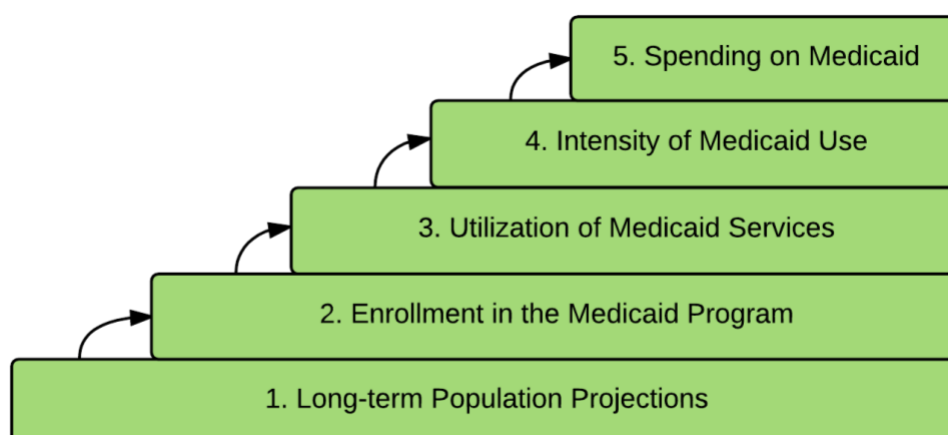 5. Spending on Medicaid
4. Intensity of Medicaid Use
3. Utilization of Medicaid Services
2. Enrollment in the Medicaid Program
1. Long-term Population Projections